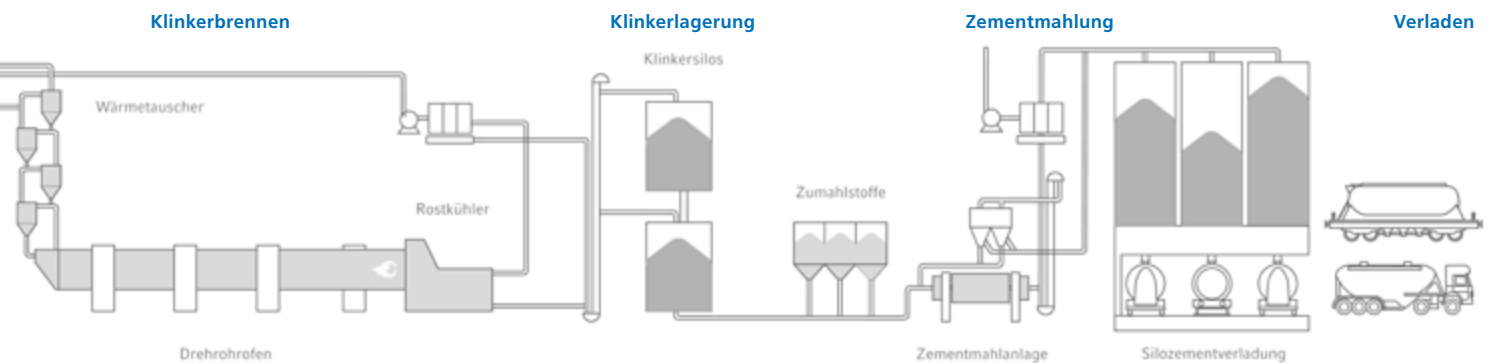 Klinkerbrennen
Klinkerlagerung
Zementmahlung
Verladen
Klinkersilos
Wärmetauscher
Zumahlstoffe
Rostkühler
Drehrohrofen
Zementmahlanlage
Silozementverladung